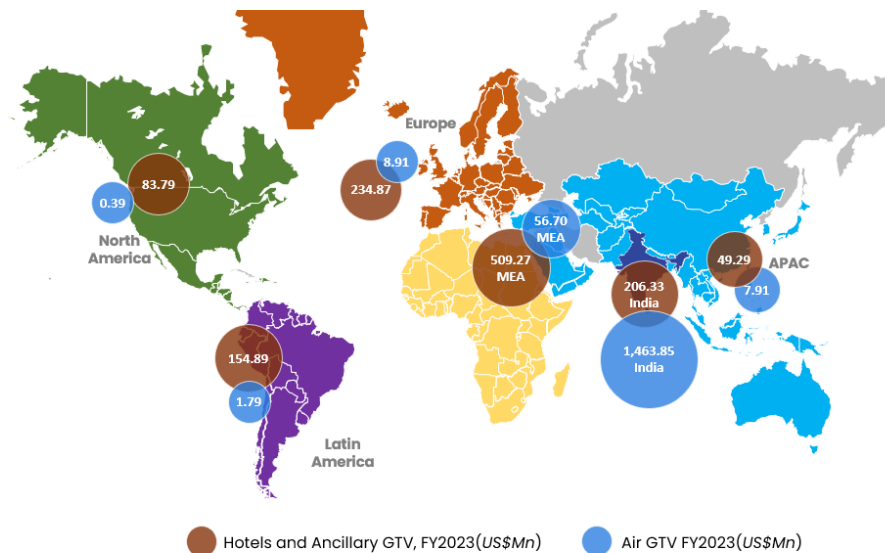 Europe
8.91
234.87
83.79
0.39
North
America
56.70
MEA
509.27
MEA
49.29
APAC
7.91
206.33
India
1,463.85
India
154.89
1.79
Latin
America
Hotels and Ancillary GTV, FY2023(US$Mn)
Air GTV FY2023(US$Mn)